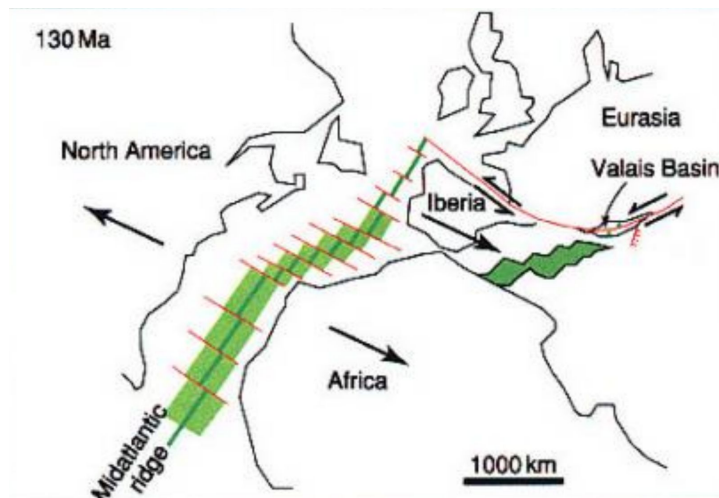 130 Ma
North America
Eurasia
Valais Basin
Iberia
Africa
Midatlantic
ridge
1000 km